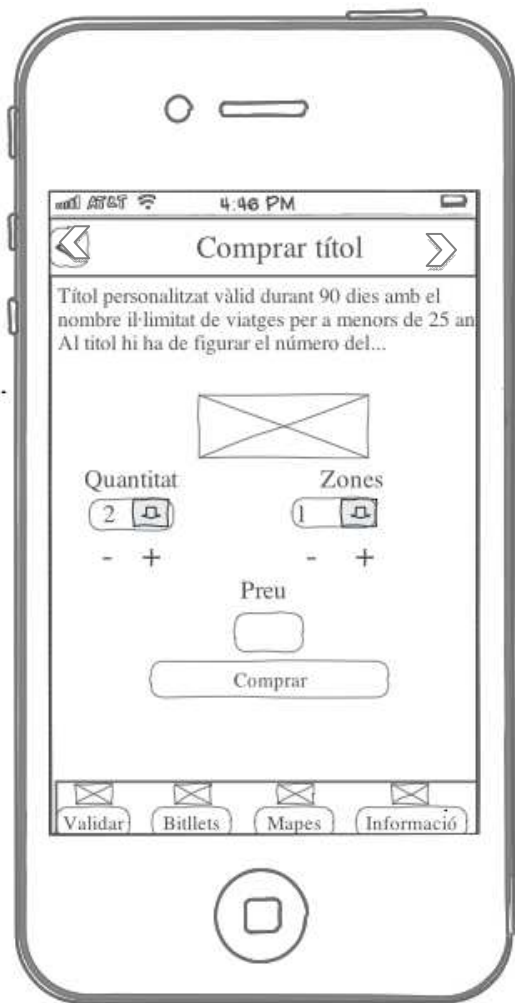 AT&T 4:46 PM
Comprar títol
Títol personalitzat vàlid durant 90 dies amb el
nombre il·limitat de viatges per a menors de 25 an
Al titol hi ha de figurar el número del...
Quantitat Zones
2 1
- + - +
Preu
Comprar
Validar Bitllets Mapes Informació